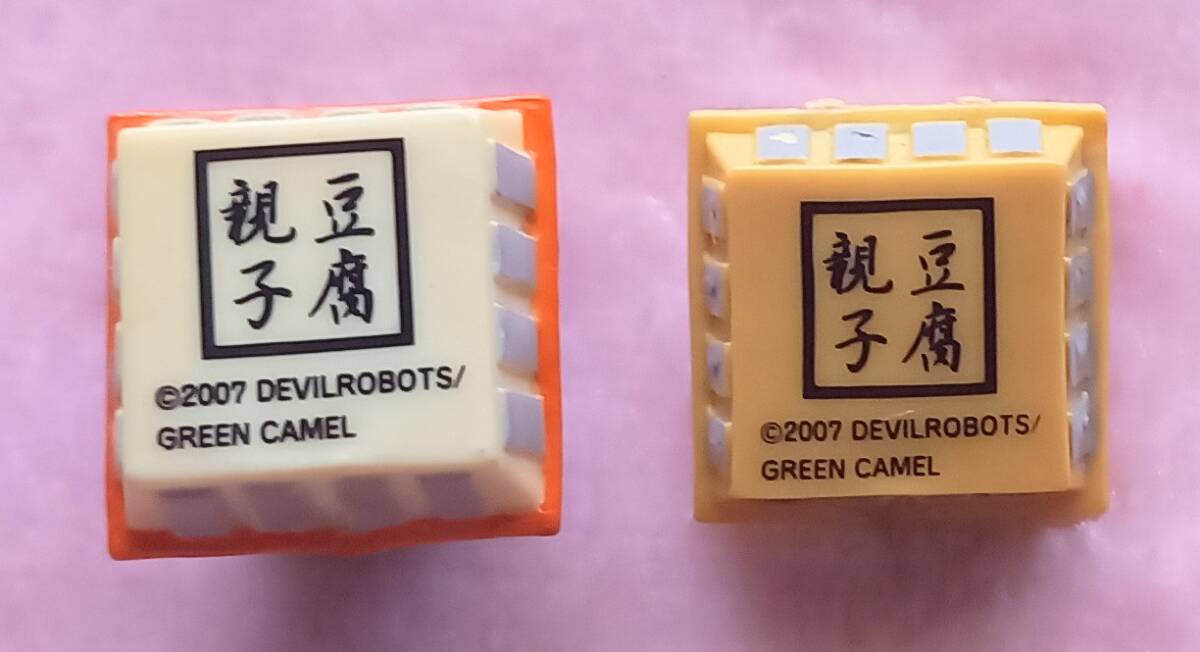 豆腐
親子
©2007 DEVILROBOTS/
GREEN CAMEL
豆腐
親子
©2007 DEVILROBOTS/
GREEN CAMEL